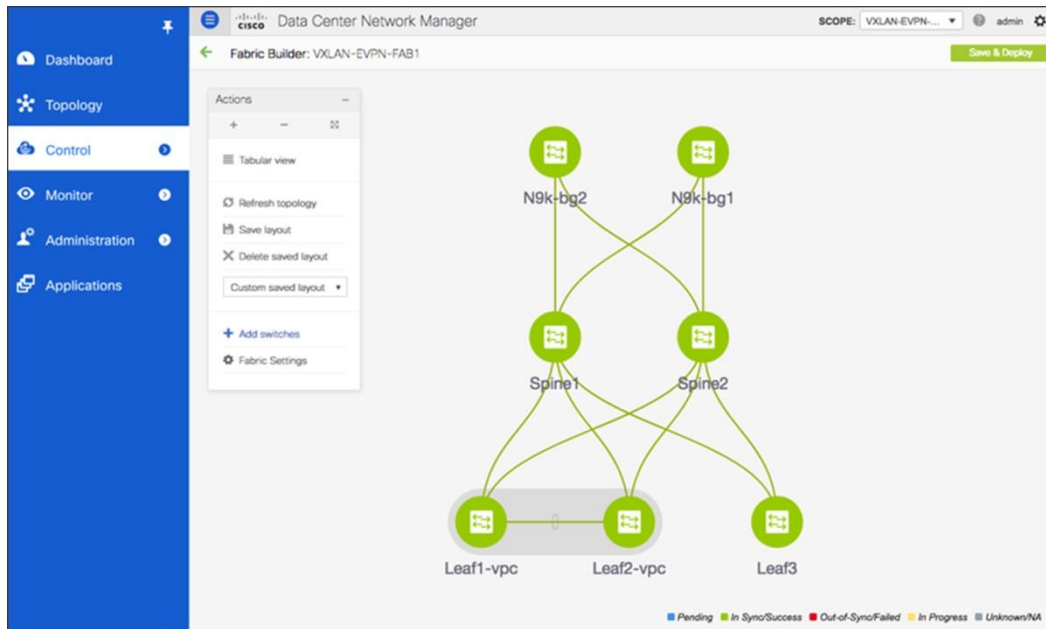 cisco Data Center Network Manager
SCOPE: VXLAN-EVPN-... admin
Fabric Builder: VXLAN-EVPN-FAB1
Save & Deploy
Dashboard
Topology
Control
Monitor
Administration
Applications
Actions
Tabular view
Refresh topology
Save layout
Delete saved layout
Custom saved layout
Add switches
Fabric Settings
N9k-bg2
N9k-bg1
Spine1
Spine2
Leaf1-vpc
Leaf2-vpc
Leaf3
Pending In Sync/Success Out-of-Sync/Failed In Progress Unknown/NA